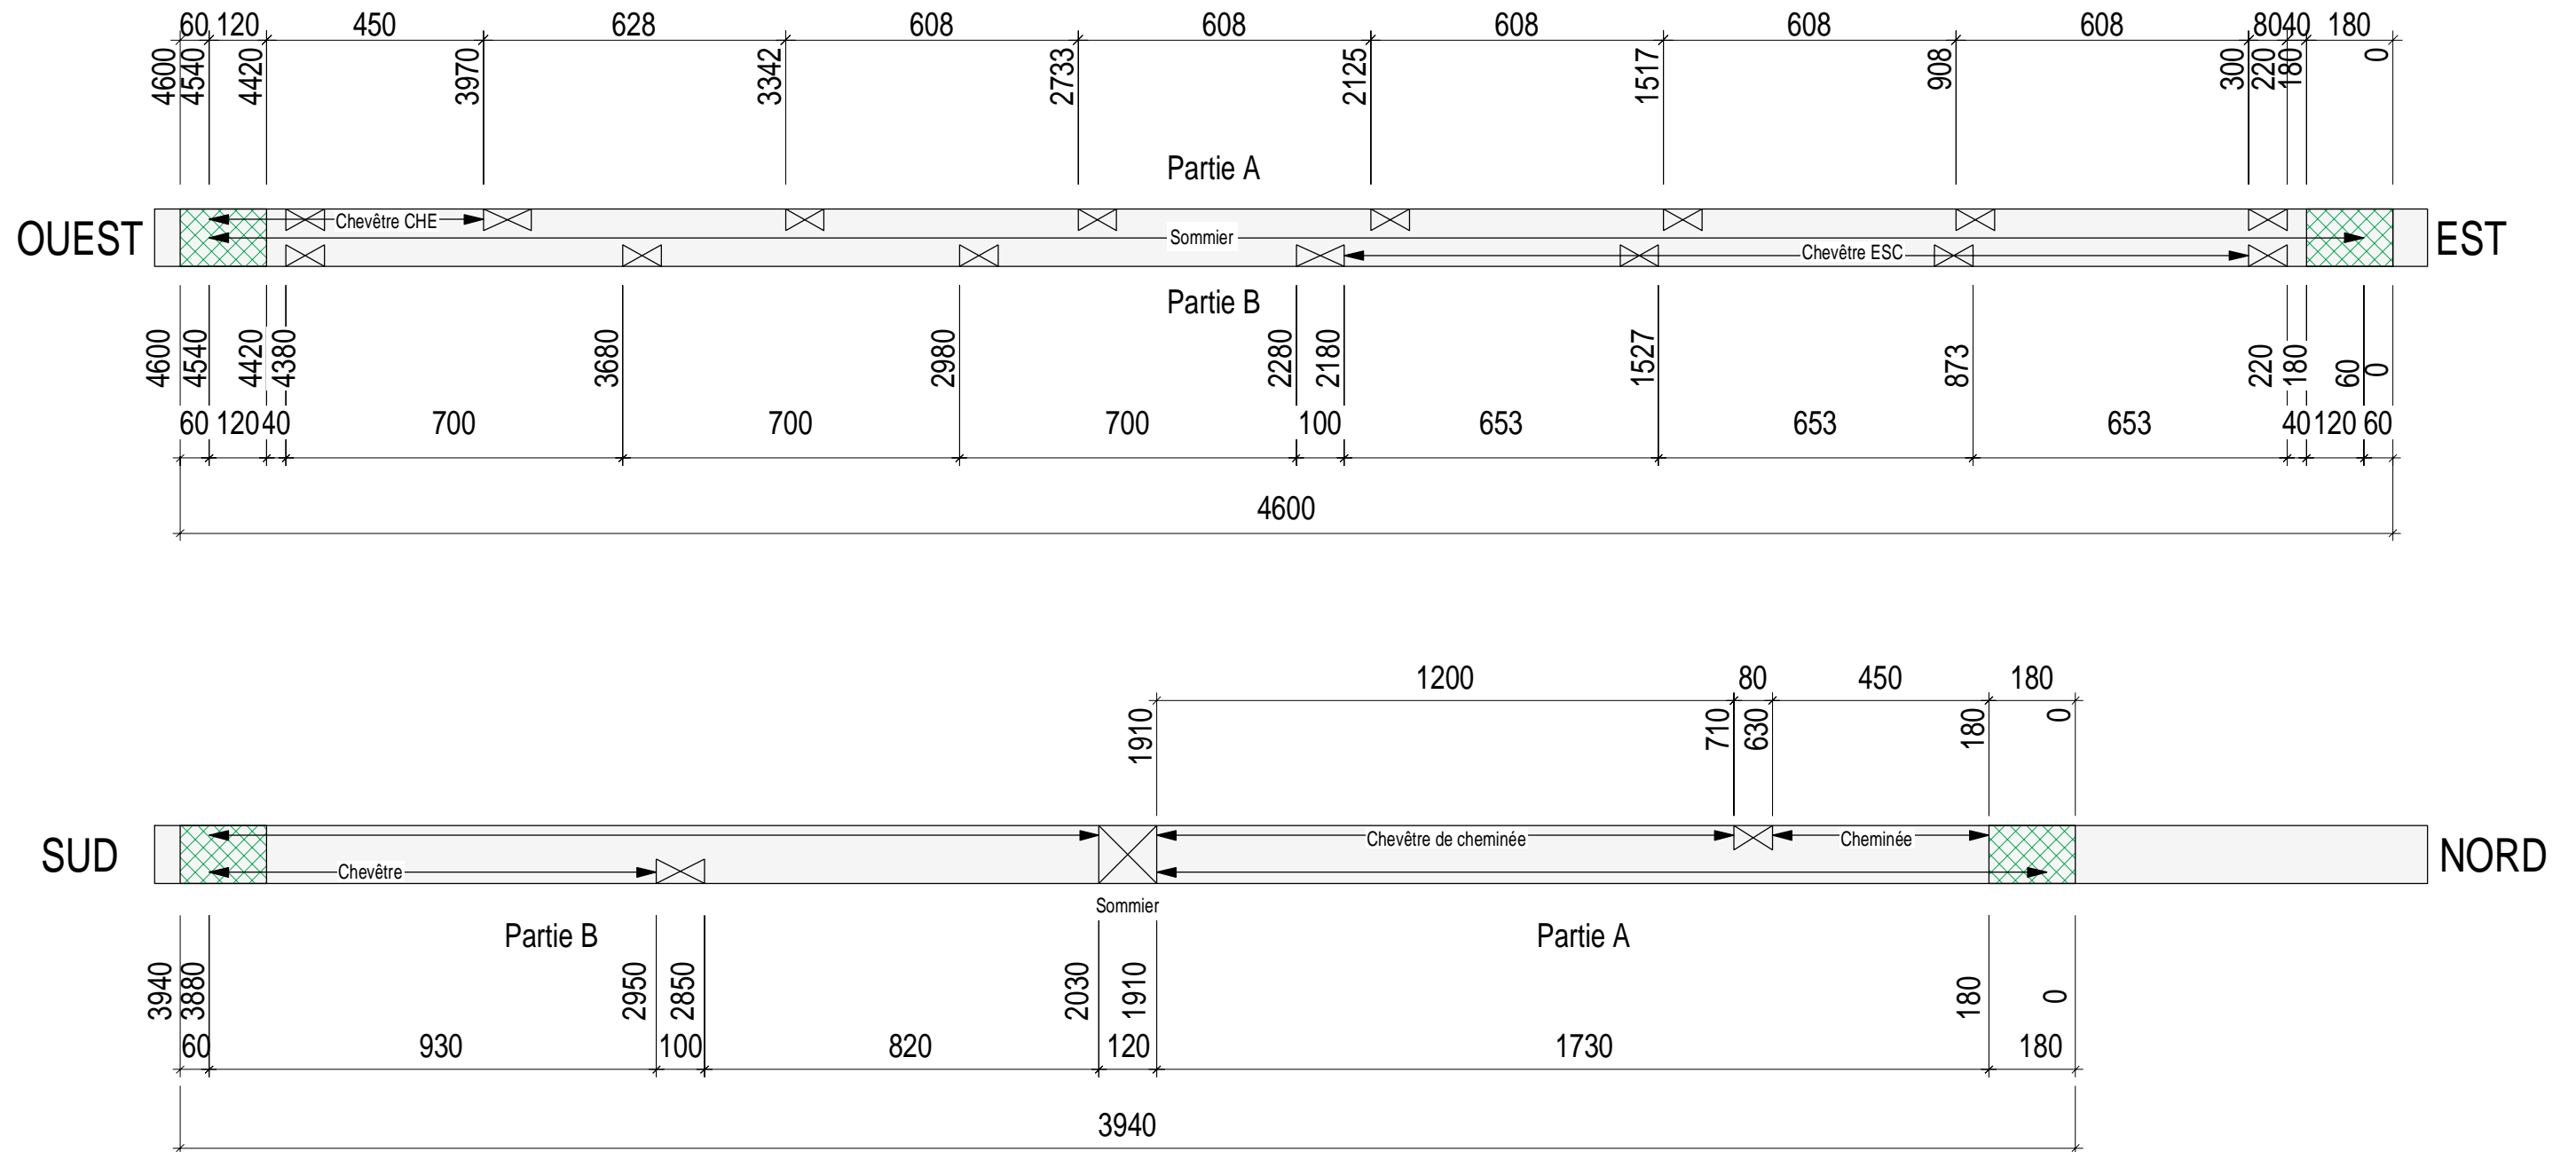 60 120 450 628 608 608 608 608 608 80 40 180
4600 4540 4420 3970 3342 2733 2125 1517 908 300 220 180 0
Partie A
OUEST Chevêtre CHE EST
Sommier
Chevêtre ESC
Partie B
4600 4540 4420 4380 3680 2980 2280 2180 1527 873 220 180 60 0
60 120 40 700 700 700 100 653 653 653 40 120 60
4600
1200 80 450 180
1910 710 630 180 0
Chevêtre de cheminée Cheminée
SUD NORD
Chevêtre
Sommier
Partie B Partie A
3940 3880 2950 2850 2030 1910 180 0
60 930 100 820 120 1730 180
3940